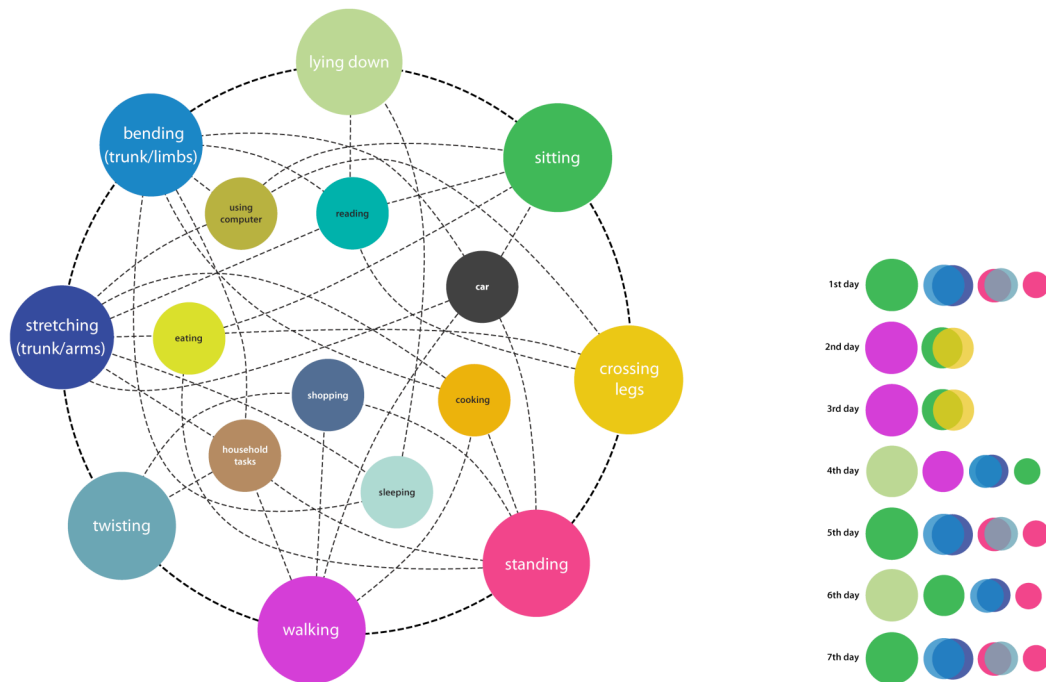 lying down
bending
(trunk/limbs)
sitting
using
computer
reading
car
stretching
(trunk/arms)
eating
crossing
legs
shopping
cooking
household
tasks
sleeping
twisting
standing
walking
1st day
2nd day
3rd day
4th day
5th day
6th day
7th day